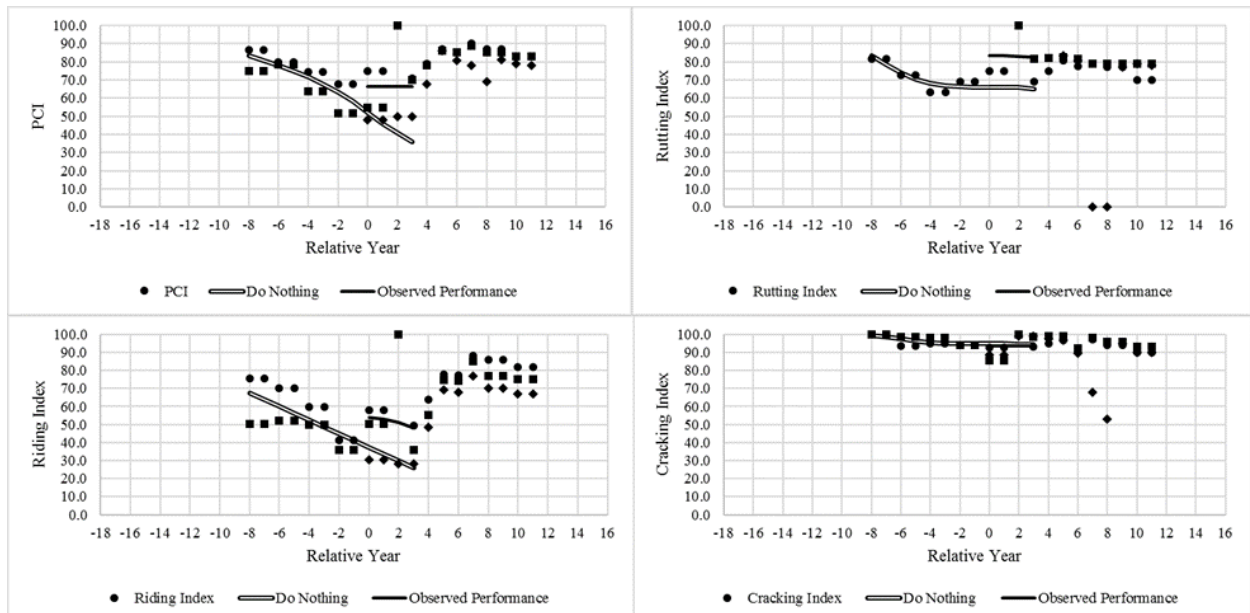 100.0
90.0
80.0
70.0
60.0
50.0
40.0
30.0
20.0
10.0
0.0
PCI
-18 -16 -14 -12 -10 -8 -6 -4 -2 0 2 4 6 8 10 12 14 16
Relative Year
PCI Do Nothing Observed Performance
100.0
90.0
80.0
70.0
60.0
50.0
40.0
30.0
20.0
10.0
0.0
Rutting Index
-18 -16 -14 -12 -10 -8 -6 -4 -2 0 2 4 6 8 10 12 14 16
Relative Year
Rutting Index Do Nothing Observed Performance
100.0
90.0
80.0
70.0
60.0
50.0
40.0
30.0
20.0
10.0
0.0
Riding Index
-18 -16 -14 -12 -10 -8 -6 -4 -2 0 2 4 6 8 10 12 14 16
Relative Year
Riding Index Do Nothing Observed Performance
100.0
90.0
80.0
70.0
60.0
50.0
40.0
30.0
20.0
10.0
0.0
Cracking Index
-18 -16 -14 -12 -10 -8 -6 -4 -2 0 2 4 6 8 10 12 14 16
Relative Year
Cracking Index Do Nothing Observed Performance